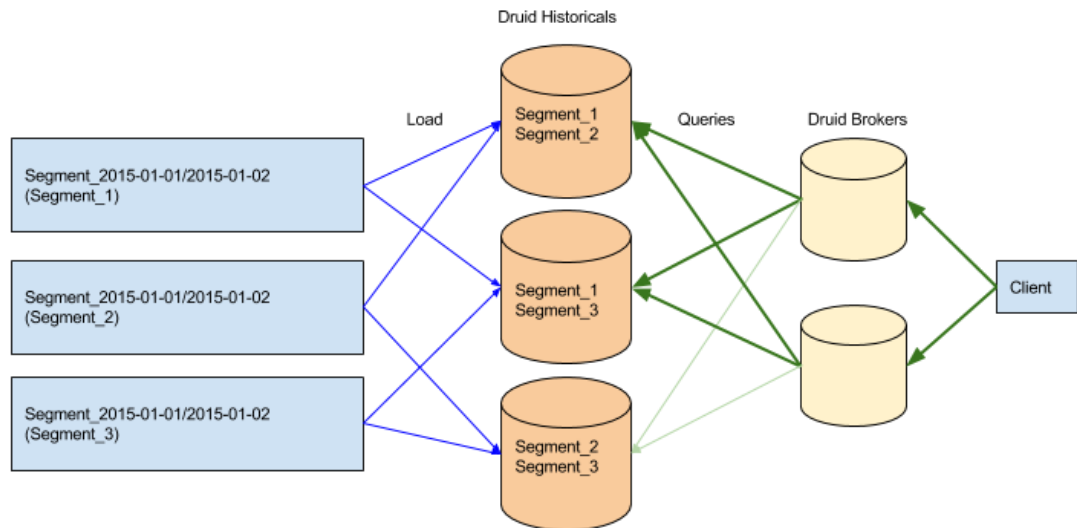 Druid Historicals
Load
Queries
Druid Brokers
Segment_2015-01-01/2015-01-02
(Segment_1)
Segment_2015-01-01/2015-01-02
(Segment_2)
Segment_2015-01-01/2015-01-02
(Segment_3)
Segment_1
Segment_2
Segment_1
Segment_3
Segment_2
Segment_3
Client